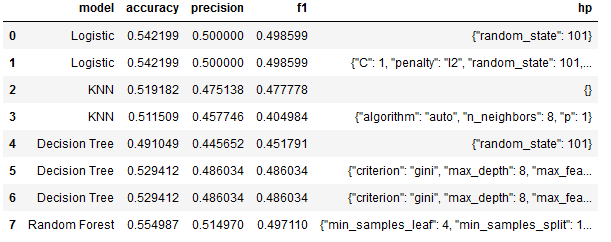 model accuracy precision f1 hp
0 Logistic 0.542199 0.500000 0.498599 {"random_state": 101}
1 Logistic 0.542199 0.500000 0.498599 {"C": 1, "penalty": "l2", "random_state": 101,...
2 KNN 0.519182 0.475138 0.477778 {}
3 KNN 0.511509 0.457746 0.404984 {"algorithm": "auto", "n_neighbors": 8, "p": 1}
4 Decision Tree 0.491049 0.445652 0.451791 {"random_state": 101}
5 Decision Tree 0.529412 0.486034 0.486034 {"criterion": "gini", "max_depth": 8, "max_fea...
6 Decision Tree 0.529412 0.486034 0.486034 {"criterion": "gini", "max_depth": 8, "max_fea...
7 Random Forest 0.554987 0.514970 0.497110 {"min_samples_leaf": 4, "min_samples_split": 1...